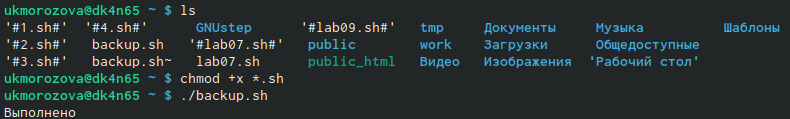 ukmorozova@dk4n65 ~ $ ls
'#1.sh#' '#4.sh#' GNUstep '#lab09.sh#' tmp Документы Музыка Шаблоны
'#2.sh#' backup.sh '#lab07.sh#' public work Загрузки Общедоступные
'#3.sh#' backup.sh~ lab07.sh public_html Видео Изображения 'Рабочий стол'
ukmorozova@dk4n65 ~ $ chmod +x *.sh
ukmorozova@dk4n65 ~ $ ./backup.sh
Выполнено